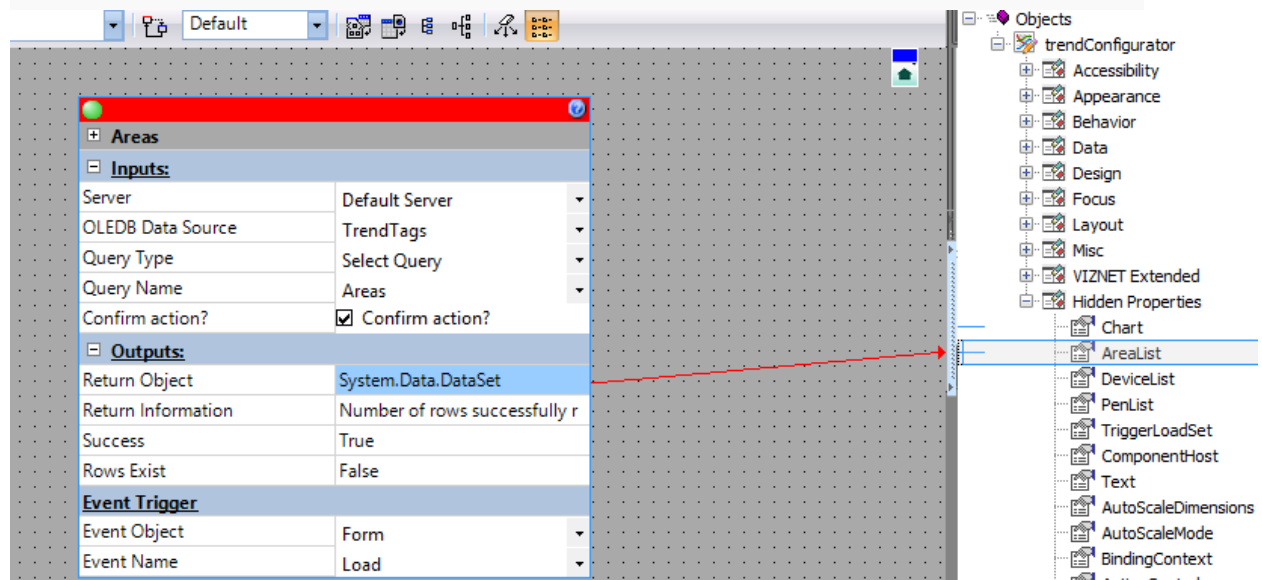 Default
Areas
Inputs:
Server Default Server
OLEDB Data Source TrendTags
Query Type Select Query
Query Name Areas
Confirm action? Confirm action?
Outputs:
Return Object System.Data.DataSet
Return Information Number of rows successfully r
Success True
Rows Exist False
Event Trigger
Event Object Form
Event Name Load
Objects
trendConfigurator
Accessibility
Appearance
Behavior
Data
Design
Focus
Layout
Misc
VIZNET Extended
Hidden Properties
Chart
AreaList
DeviceList
PenList
TriggerLoadSet
ComponentHost
Text
AutoScaleDimensions
AutoScaleMode
BindingContext